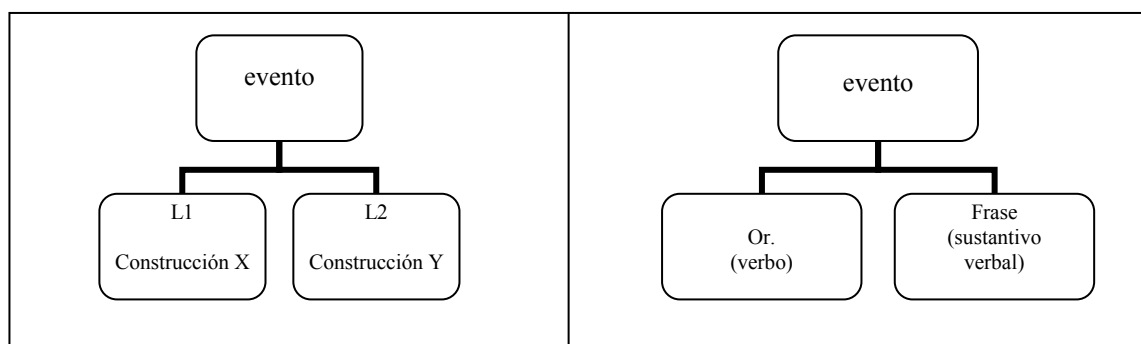 evento
L1
Construcción X
L2
Construcción Y
evento
Or.
(verbo)
Frase
(sustantivo
verbal)